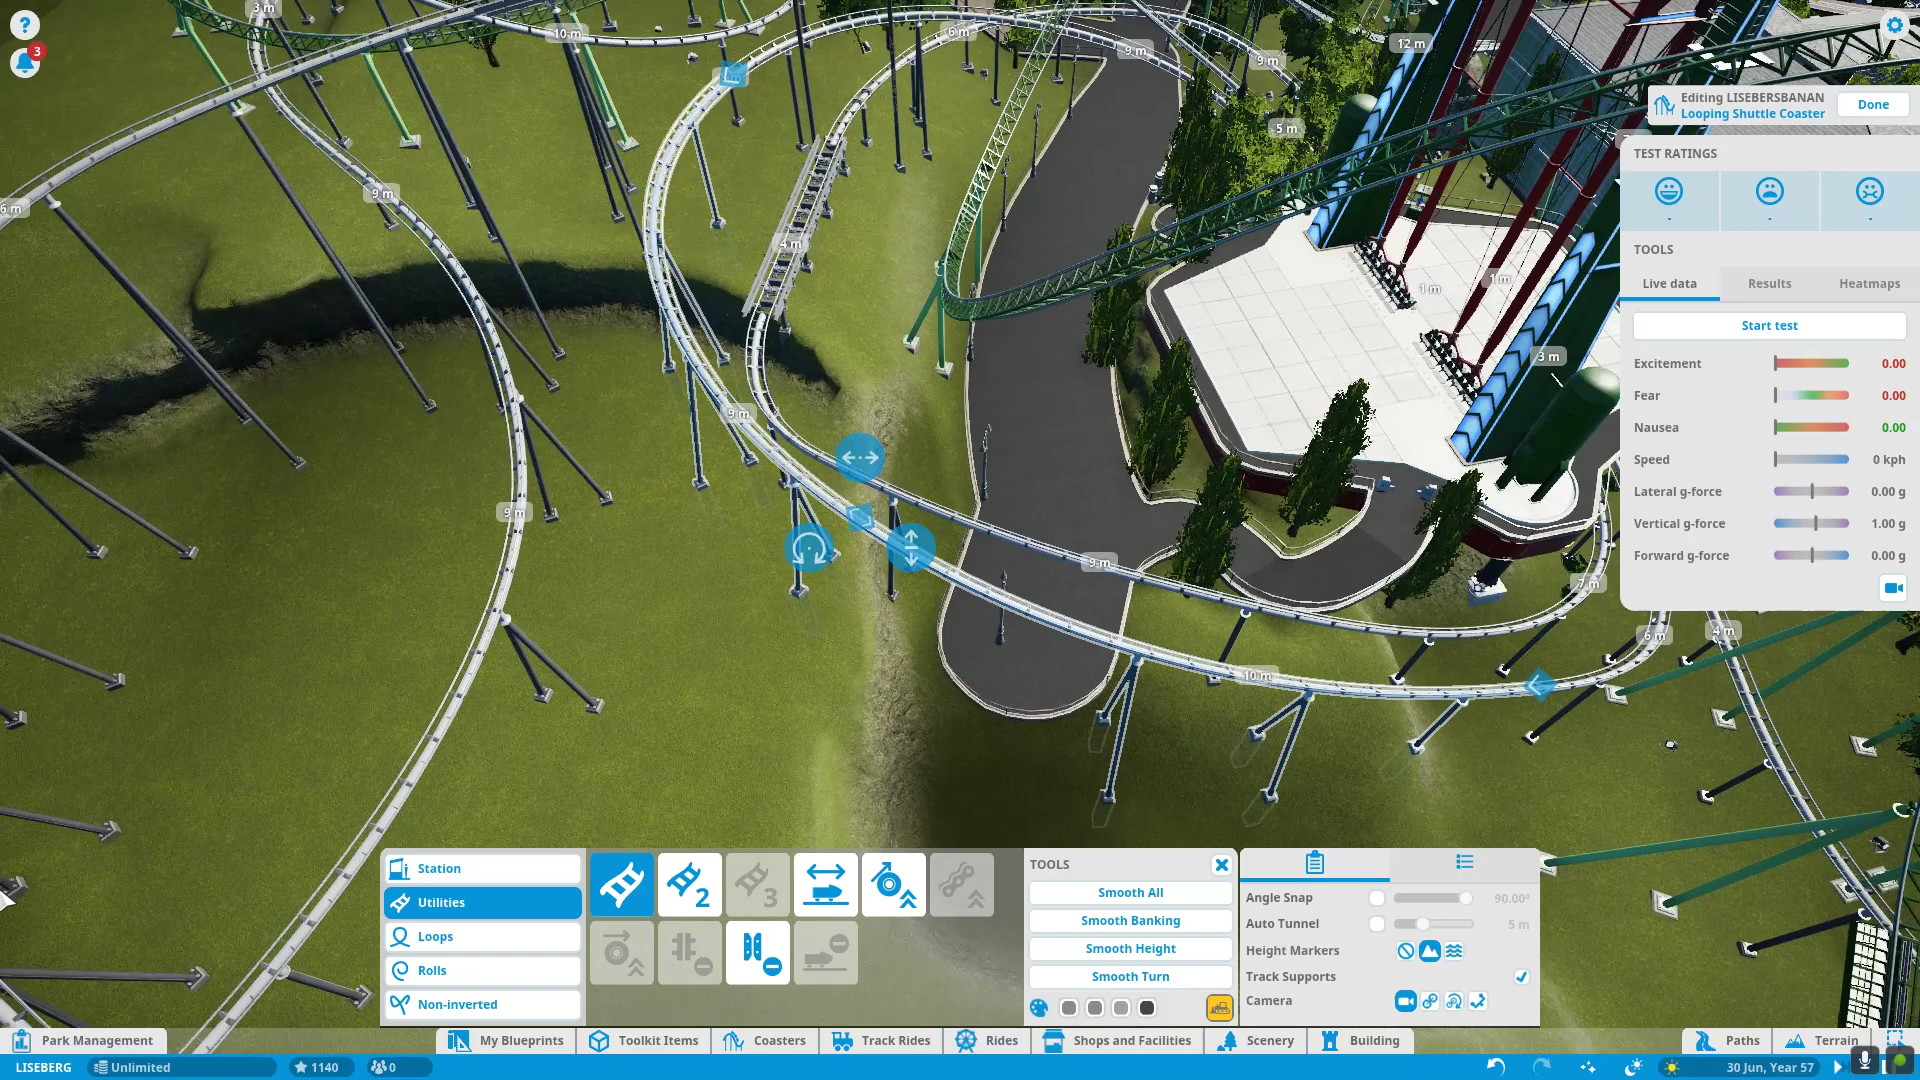 3 m
10 m
6 m
9 m
9 m
12 m
5 m
3
Editing LISEBERSBANAN
Looping Shuttle Coaster
Done
TEST RATINGS
-
-
-
TOOLS
Live data
Results
Heatmaps
Start test
Excitement
0.00
Fear
0.00
Nausea
0.00
Speed
0 kph
Lateral g-force
0.00 g
Vertical g-force
1.00 g
Forward g-force
0.00 g
6 m
9 m
4 m
1 m
1 m
3 m
9 m
9 m
9 m
7 m
6 m
4 m
10 m
Station
Utilities
Loops
Rolls
Non-inverted
2
3
TOOLS
Smooth All
Smooth Banking
Smooth Height
Smooth Turn
Angle Snap
90.00°
Auto Tunnel
5 m
Height Markers
Track Supports
Camera
Park Management
My Blueprints
Toolkit Items
Coasters
Track Rides
Rides
Shops and Facilities
Scenery
Building
Paths
Terrain
LISEBERG
Unlimited
1140
0
30 Jun, Year 57